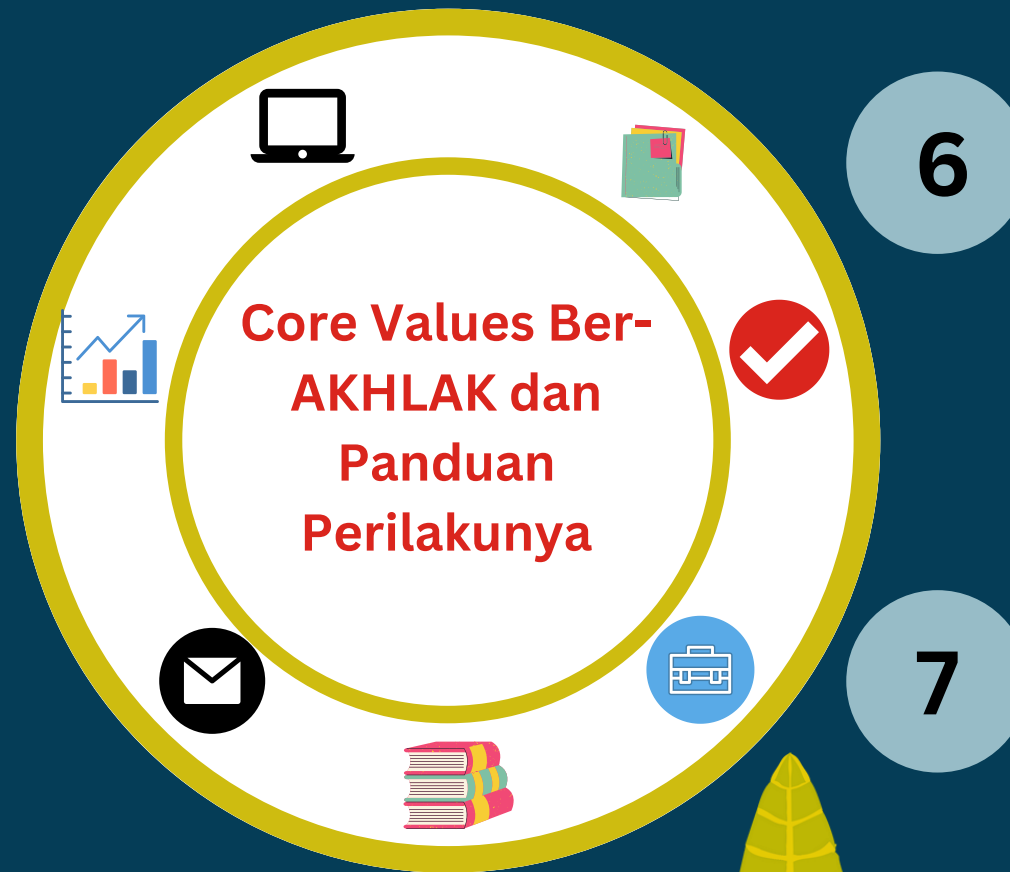 Core Values Ber-
AKHLAK dan
Panduan
Perilakunya
6
7